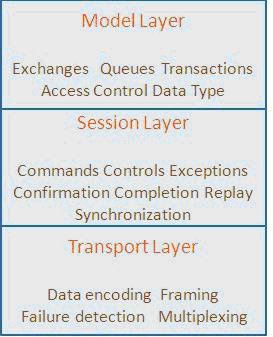 Model Layer
Exchanges Queues Transactions
Access Control Data Type
Session Layer
Commands Controls Exceptions
Confirmation Completion Replay
Synchronization
Transport Layer
Data encoding Framing
Failure detection Multiplexing